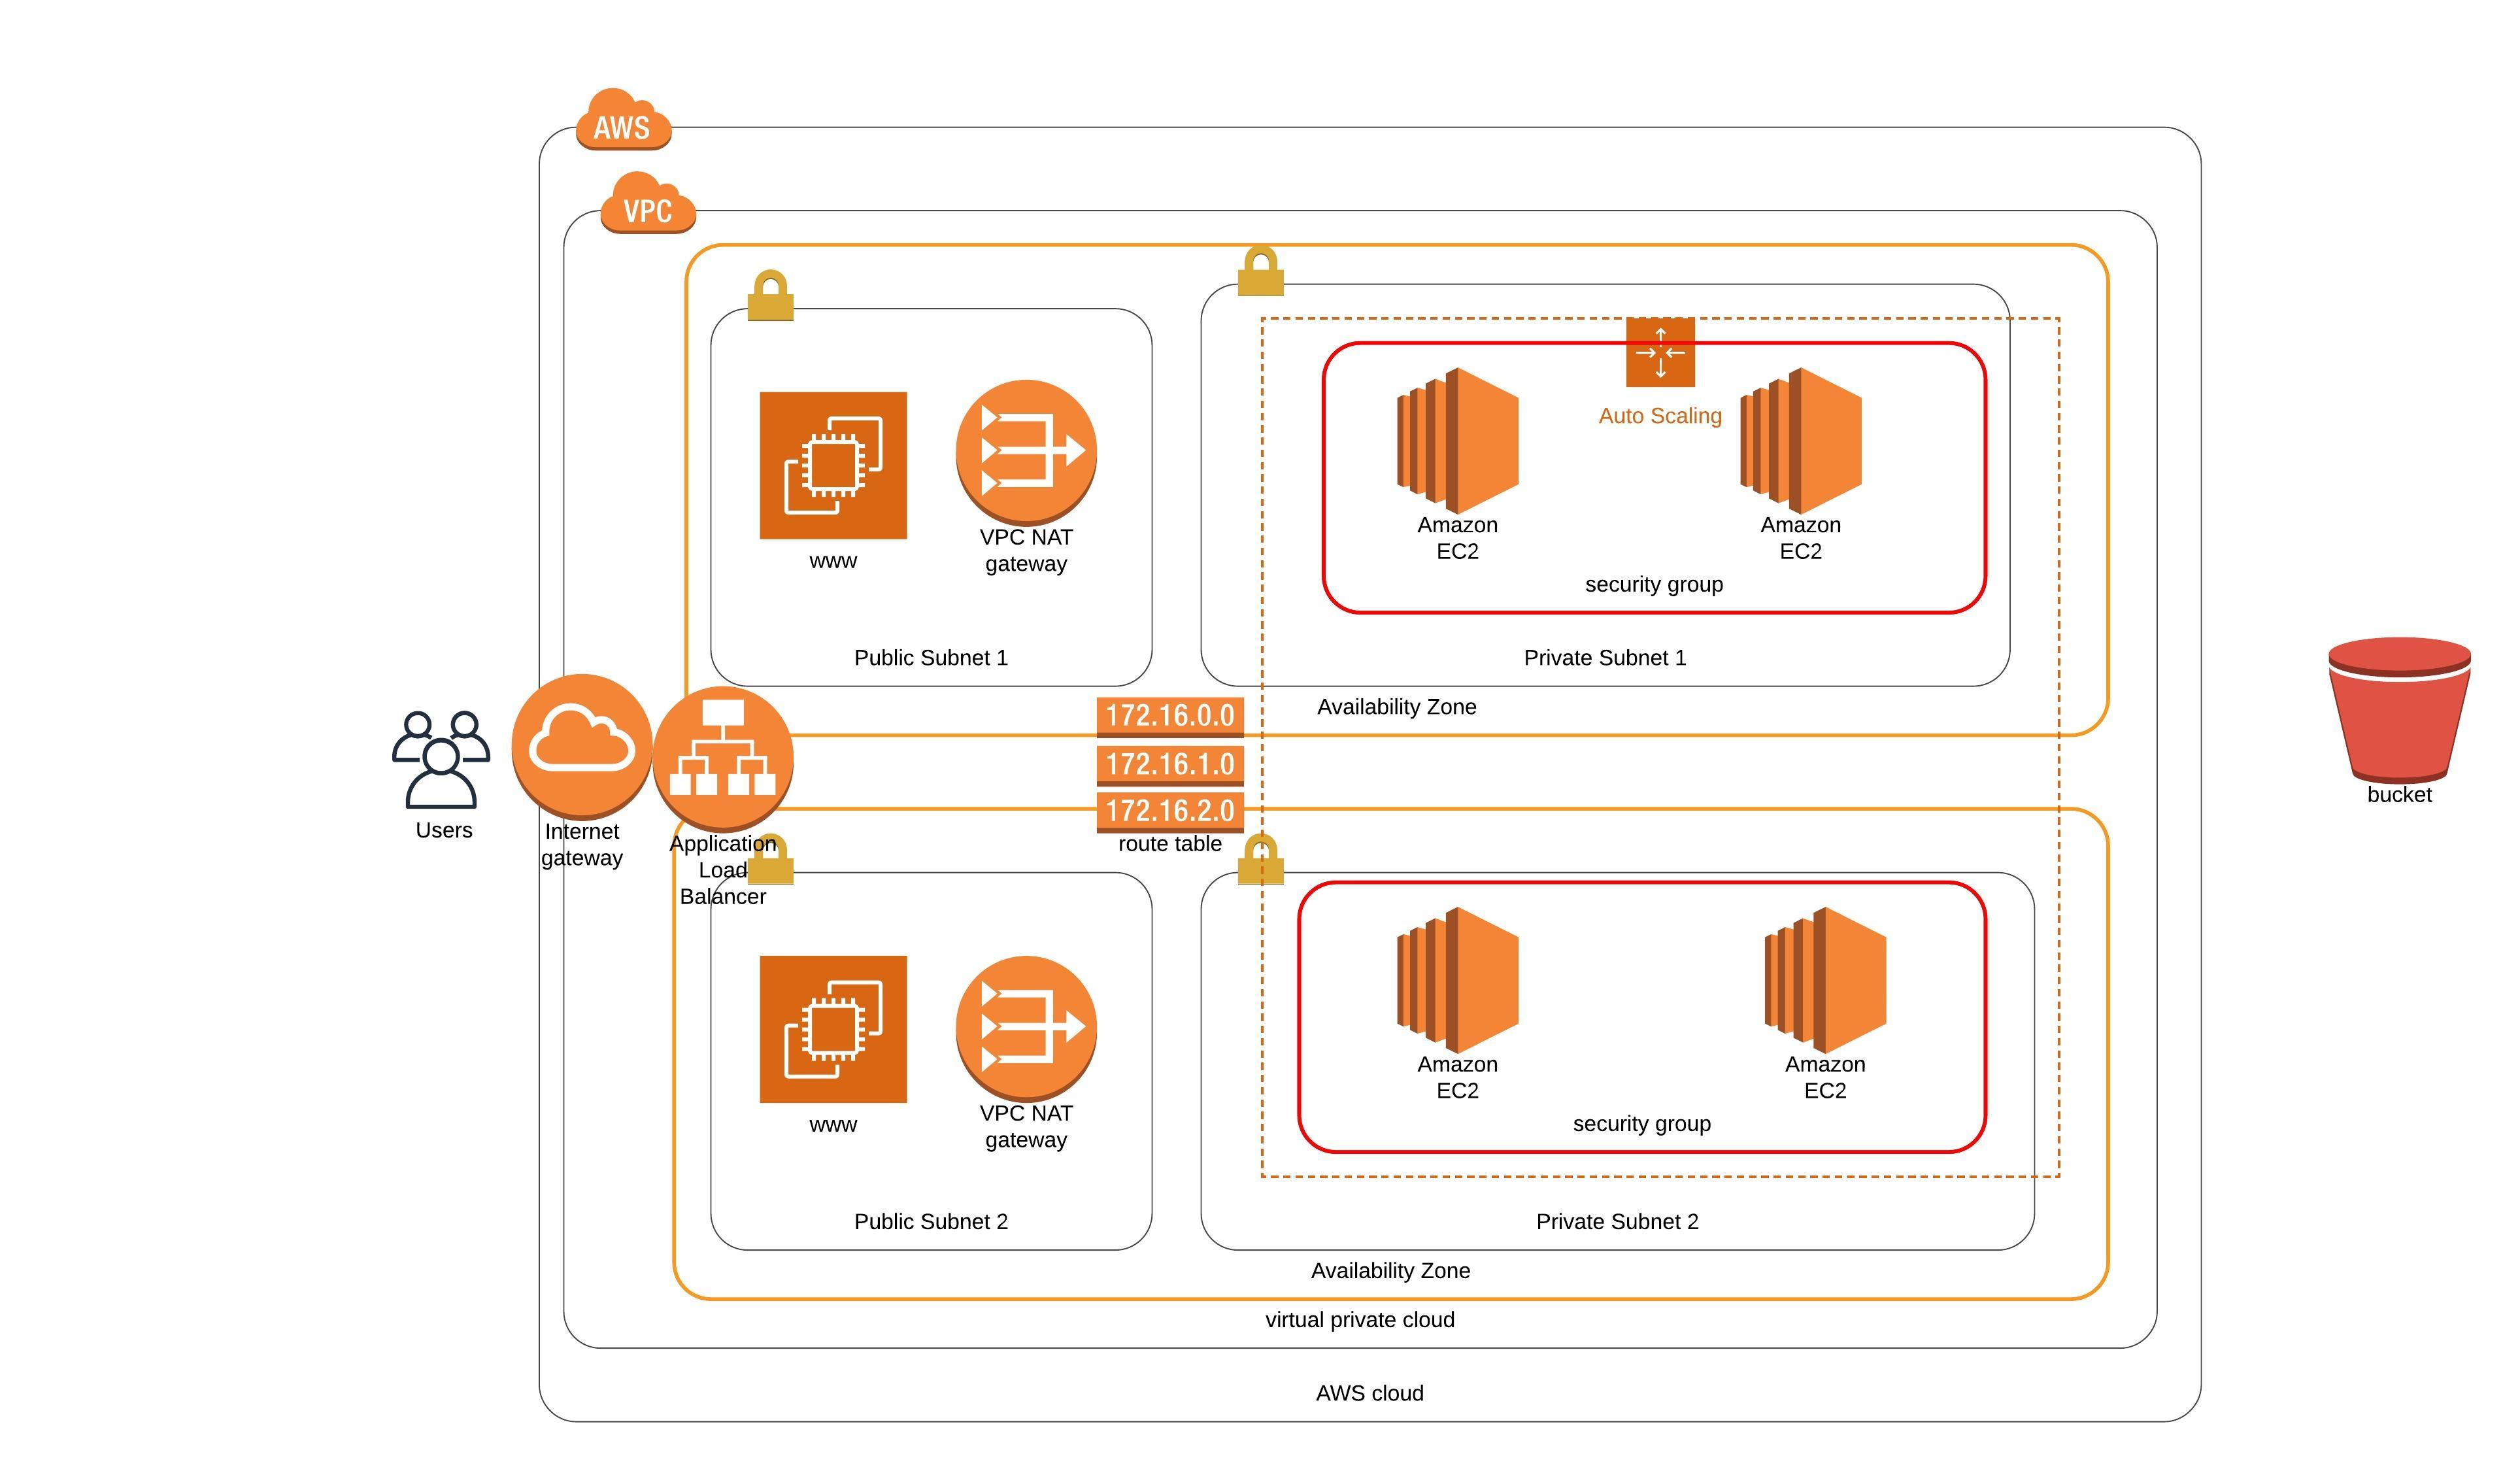 AWS
VPC
Auto Scaling
www
VPC NAT
gateway
Amazon
EC2
Amazon
EC2
security group
Public Subnet 1
Private Subnet 1
Availability Zone
172.16.0.0
172.16.1.0
172.16.2.0
route table
Users
Internet
gateway
Application
Load
Balancer
bucket
www
VPC NAT
gateway
Amazon
EC2
Amazon
EC2
security group
Public Subnet 2
Private Subnet 2
Availability Zone
virtual private cloud
AWS cloud